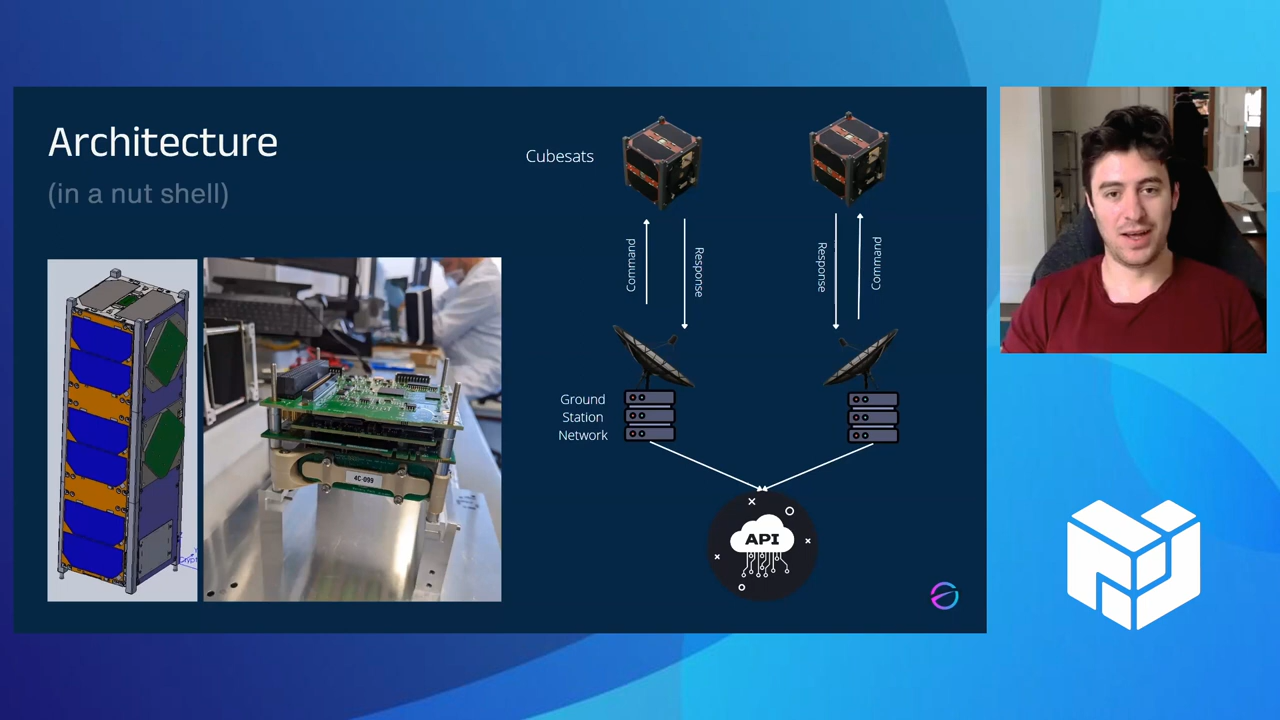 Architecture
(in a nut shell)
Cubesats
Command
Response
Response
Command
Ground
Station
Network
4C-099
API